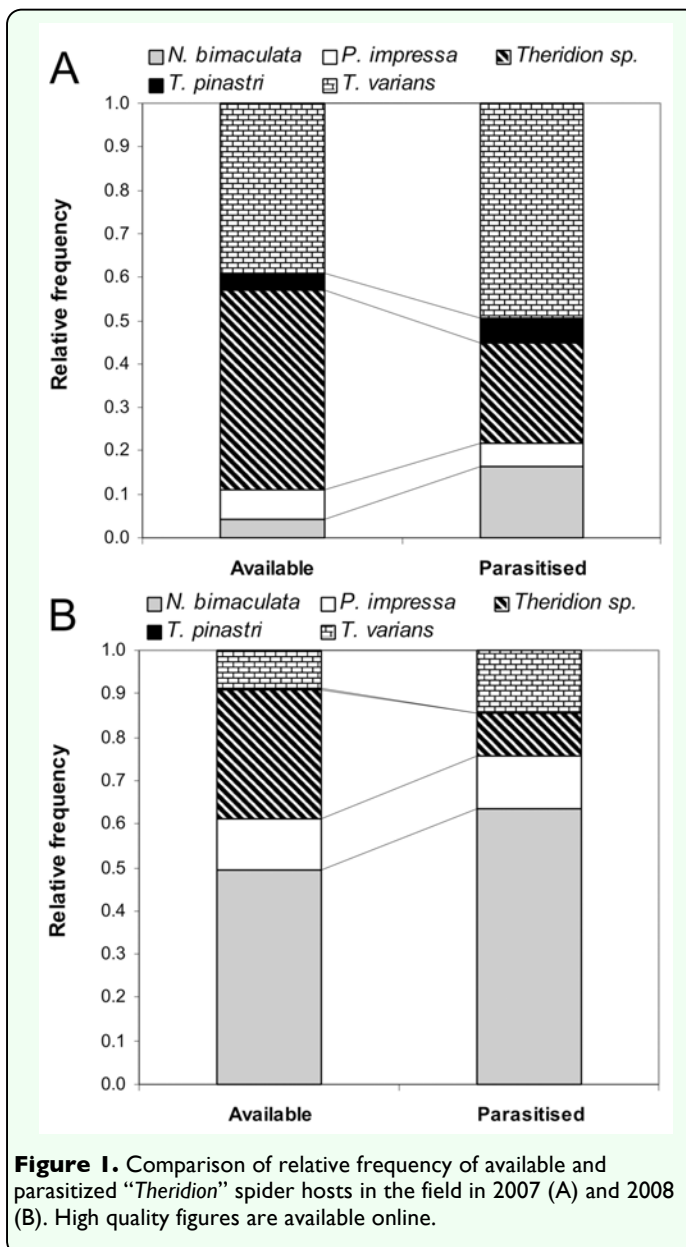 A
N. bimaculata P. impressa Theridion sp.
T. pinastri T. varians
1.0
0.9
0.8
0.7
0.6
0.5
0.4
0.3
0.2
0.1
0.0
Relative frequency
Available Parasitised
B
N. bimaculata P. impressa Theridion sp.
T. pinastri T. varians
1.0
0.9
0.8
0.7
0.6
0.5
0.4
0.3
0.2
0.1
0.0
Relative frequency
Available Parasitised
Figure 1. Comparison of relative frequency of available and
parasitized “Theridion” spider hosts in the field in 2007 (A) and 2008
(B). High quality figures are available online.